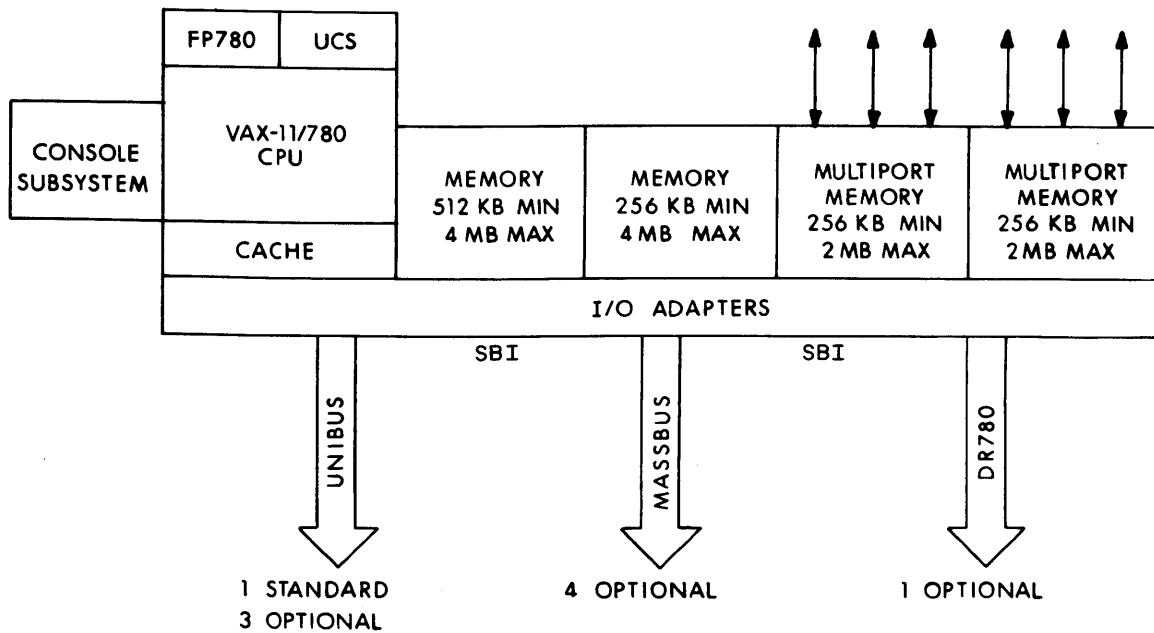 FP780
UCS
CONSOLE
SUBSYSTEM
VAX-11/780
CPU
CACHE
MEMORY
512 KB MIN
4 MB MAX
MEMORY
256 KB MIN
4 MB MAX
MULTIPORT
MEMORY
256 KB MIN
2 MB MAX
MULTIPORT
MEMORY
256 KB MIN
2 MB MAX
I/O ADAPTERS
SBI
SBI
UNIBUS
MASSBUS
DR780
1 STANDARD
3 OPTIONAL
4 OPTIONAL
1 OPTIONAL